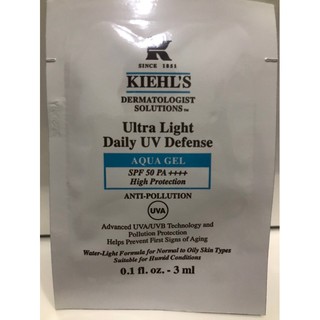 K
SINCE 1851
KIEHL'S
DERMATOLOGIST
SOLUTIONS™
Ultra Light
Daily UV Defense
AQUA GEL
SPF 50 PA ++++
High Protection
ANTI-POLLUTION
UVA
Advanced UVA/UVB Technology and
Pollution Protection
Helps Prevent First Signs of Aging
Water-Light Formula for Normal to Oily Skin Types
Suitable for Humid Conditions
0.1 fl. oz. - 3 ml